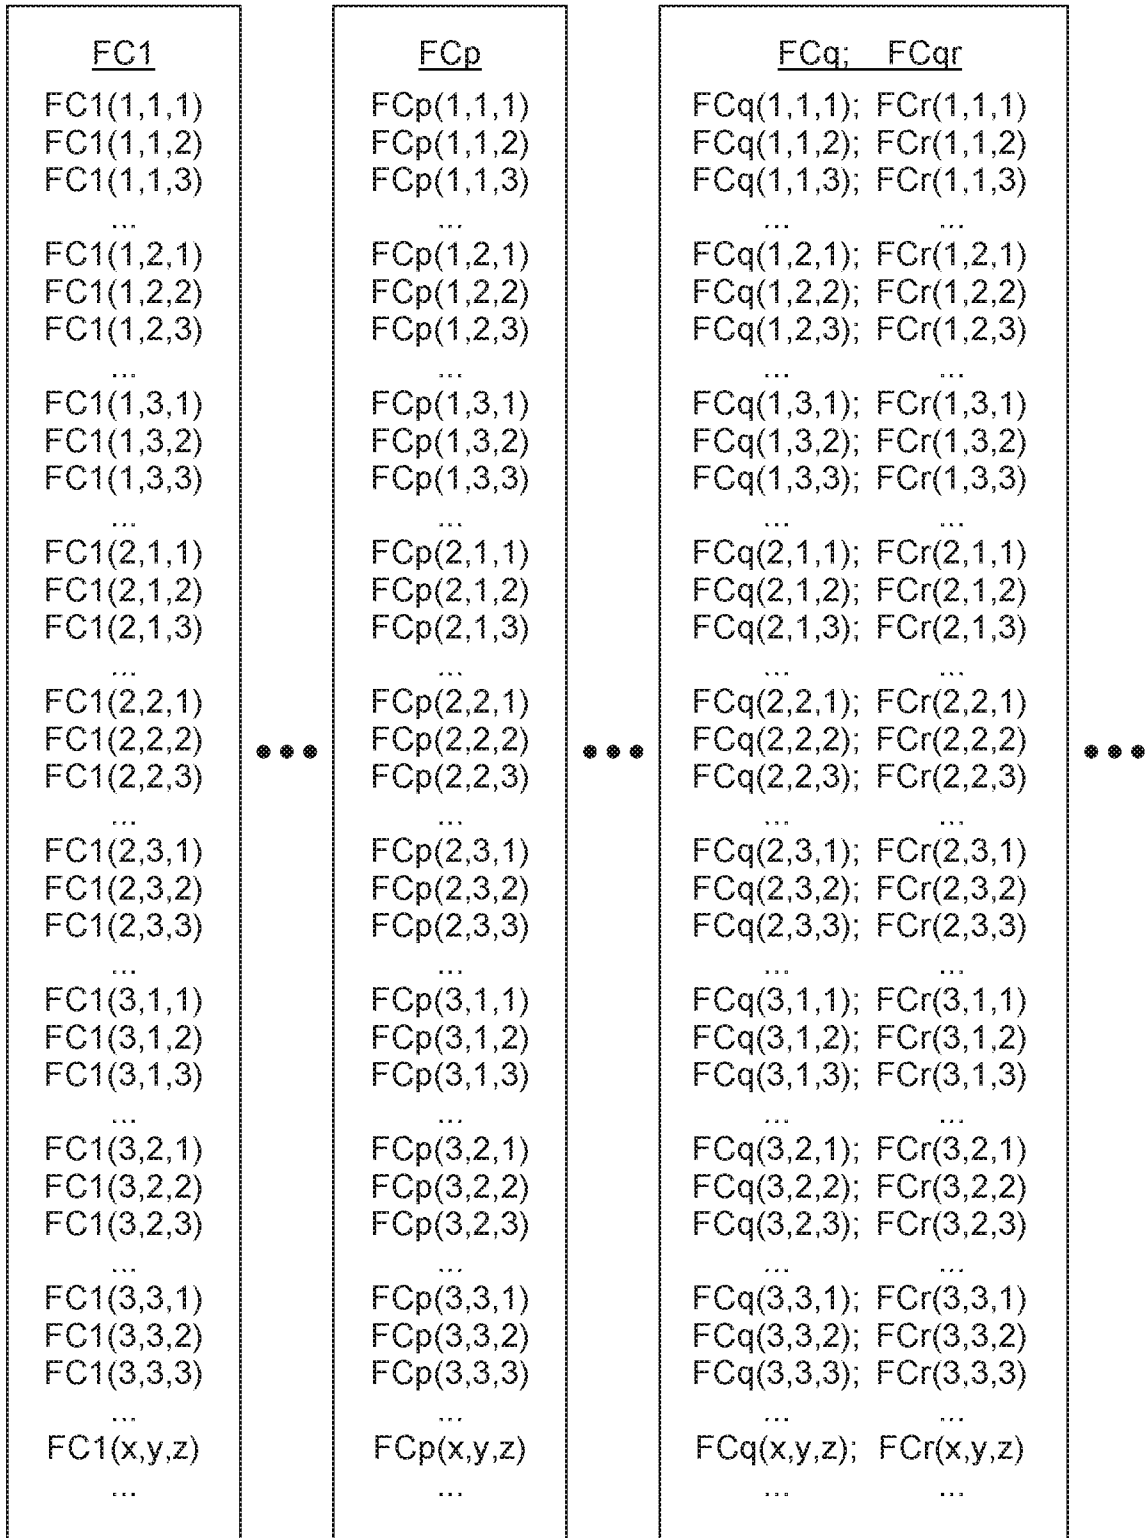 FC1 FCp FCq; FCqr
FC1(1,1,1) FCp(1,1,1) FCq(1,1,1); FCr(1,1,1)
FC1(1,1,2) FCp(1,1,2) FCq(1,1,2); FCr(1,1,2)
FC1(1,1,3) FCp(1,1,3) FCq(1,1,3); FCr(1,1,3)
... ... ... ...
FC1(1,2,1) FCp(1,2,1) FCq(1,2,1); FCr(1,2,1)
FC1(1,2,2) FCp(1,2,2) FCq(1,2,2); FCr(1,2,2)
FC1(1,2,3) FCp(1,2,3) FCq(1,2,3); FCr(1,2,3)
... ... ... ...
FC1(1,3,1) FCp(1,3,1) FCq(1,3,1); FCr(1,3,1)
FC1(1,3,2) FCp(1,3,2) FCq(1,3,2); FCr(1,3,2)
FC1(1,3,3) FCp(1,3,3) FCq(1,3,3); FCr(1,3,3)
... ... ... ...
FC1(2,1,1) FCp(2,1,1) FCq(2,1,1); FCr(2,1,1)
FC1(2,1,2) FCp(2,1,2) FCq(2,1,2); FCr(2,1,2)
FC1(2,1,3) FCp(2,1,3) FCq(2,1,3); FCr(2,1,3)
... ... ... ...
FC1(2,2,1) FCp(2,2,1) FCq(2,2,1); FCr(2,2,1)
FC1(2,2,2) ... FCp(2,2,2) ... FCq(2,2,2); FCr(2,2,2) ...
FC1(2,2,3) FCp(2,2,3) FCq(2,2,3); FCr(2,2,3)
... ... ... ...
FC1(2,3,1) FCp(2,3,1) FCq(2,3,1); FCr(2,3,1)
FC1(2,3,2) FCp(2,3,2) FCq(2,3,2); FCr(2,3,2)
FC1(2,3,3) FCp(2,3,3) FCq(2,3,3); FCr(2,3,3)
... ... ... ...
FC1(3,1,1) FCp(3,1,1) FCq(3,1,1); FCr(3,1,1)
FC1(3,1,2) FCp(3,1,2) FCq(3,1,2); FCr(3,1,2)
FC1(3,1,3) FCp(3,1,3) FCq(3,1,3); FCr(3,1,3)
... ... ... ...
FC1(3,2,1) FCp(3,2,1) FCq(3,2,1); FCr(3,2,1)
FC1(3,2,2) FCp(3,2,2) FCq(3,2,2); FCr(3,2,2)
FC1(3,2,3) FCp(3,2,3) FCq(3,2,3); FCr(3,2,3)
... ... ... ...
FC1(3,3,1) FCp(3,3,1) FCq(3,3,1); FCr(3,3,1)
FC1(3,3,2) FCp(3,3,2) FCq(3,3,2); FCr(3,3,2)
FC1(3,3,3) FCp(3,3,3) FCq(3,3,3); FCr(3,3,3)
... ... ... ...
FC1(x,y,z) FCp(x,y,z) FCq(x,y,z); FCr(x,y,z)
... ... ... ...